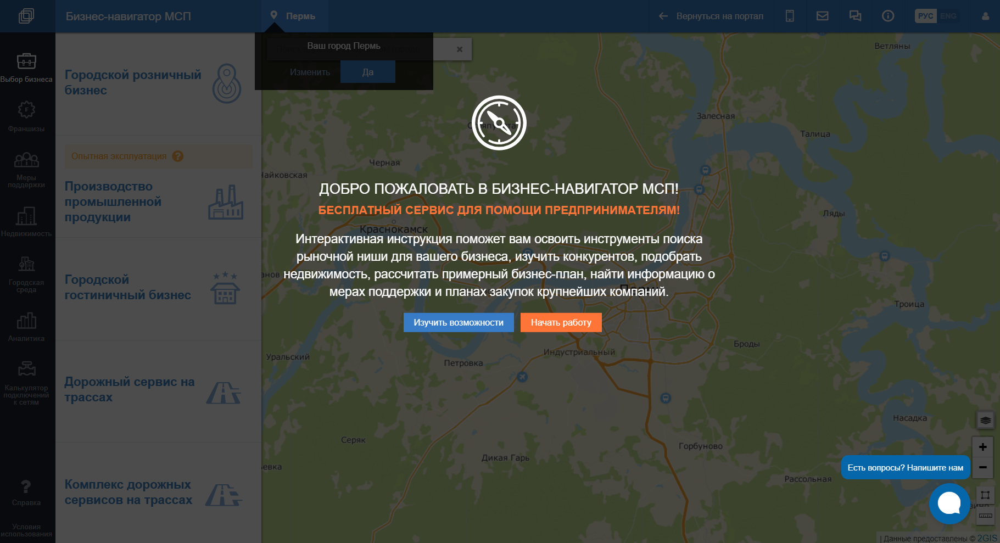 Бизнес-навигатор МСП
Пермь
Вернуться на портал
РУС ENG
Ваш город Пермь
Изменить
Да
Выбор бизнеса
Франшизы
Меры
поддержки
Недвижимость
Городская
среда
Аналитика
Калькулятор
подключений
к сетям
Справка
Условия
использования
Городской розничный
бизнес
Опытная эксплуатация ?
Производство
промышленной
продукции
Городской
гостиничный бизнес
Дорожный сервис на
трассах
Комплекс дорожных
сервисов на трассах
ДОБРО ПОЖАЛОВАТЬ В БИЗНЕС-НАВИГАТОР МСП!
БЕСПЛАТНЫЙ СЕРВИС ДЛЯ ПОМОЩИ ПРЕДПРИНИМАТЕЛЯМ!
Интерактивная инструкция поможет вам освоить инструменты поиска
рыночной ниши для вашего бизнеса, изучить конкурентов, подобрать
недвижимость, рассчитать примерный бизнес-план, найти информацию о
мерах поддержки и планах закупок крупнейших компаний.
Изучить возможности
Начать работу
Ветляны
Залесная
Талица
Черная
Чайковская
Ляды
Краснокамск
Пермь
Троица
Броды
Индустриальный
Уральский
Петровка
Насадка
Серяк
Горбуново
Дикая Гарь
Рассольная
Есть вопросы? Напишите нам
| Данные предоставлены © 2GIS